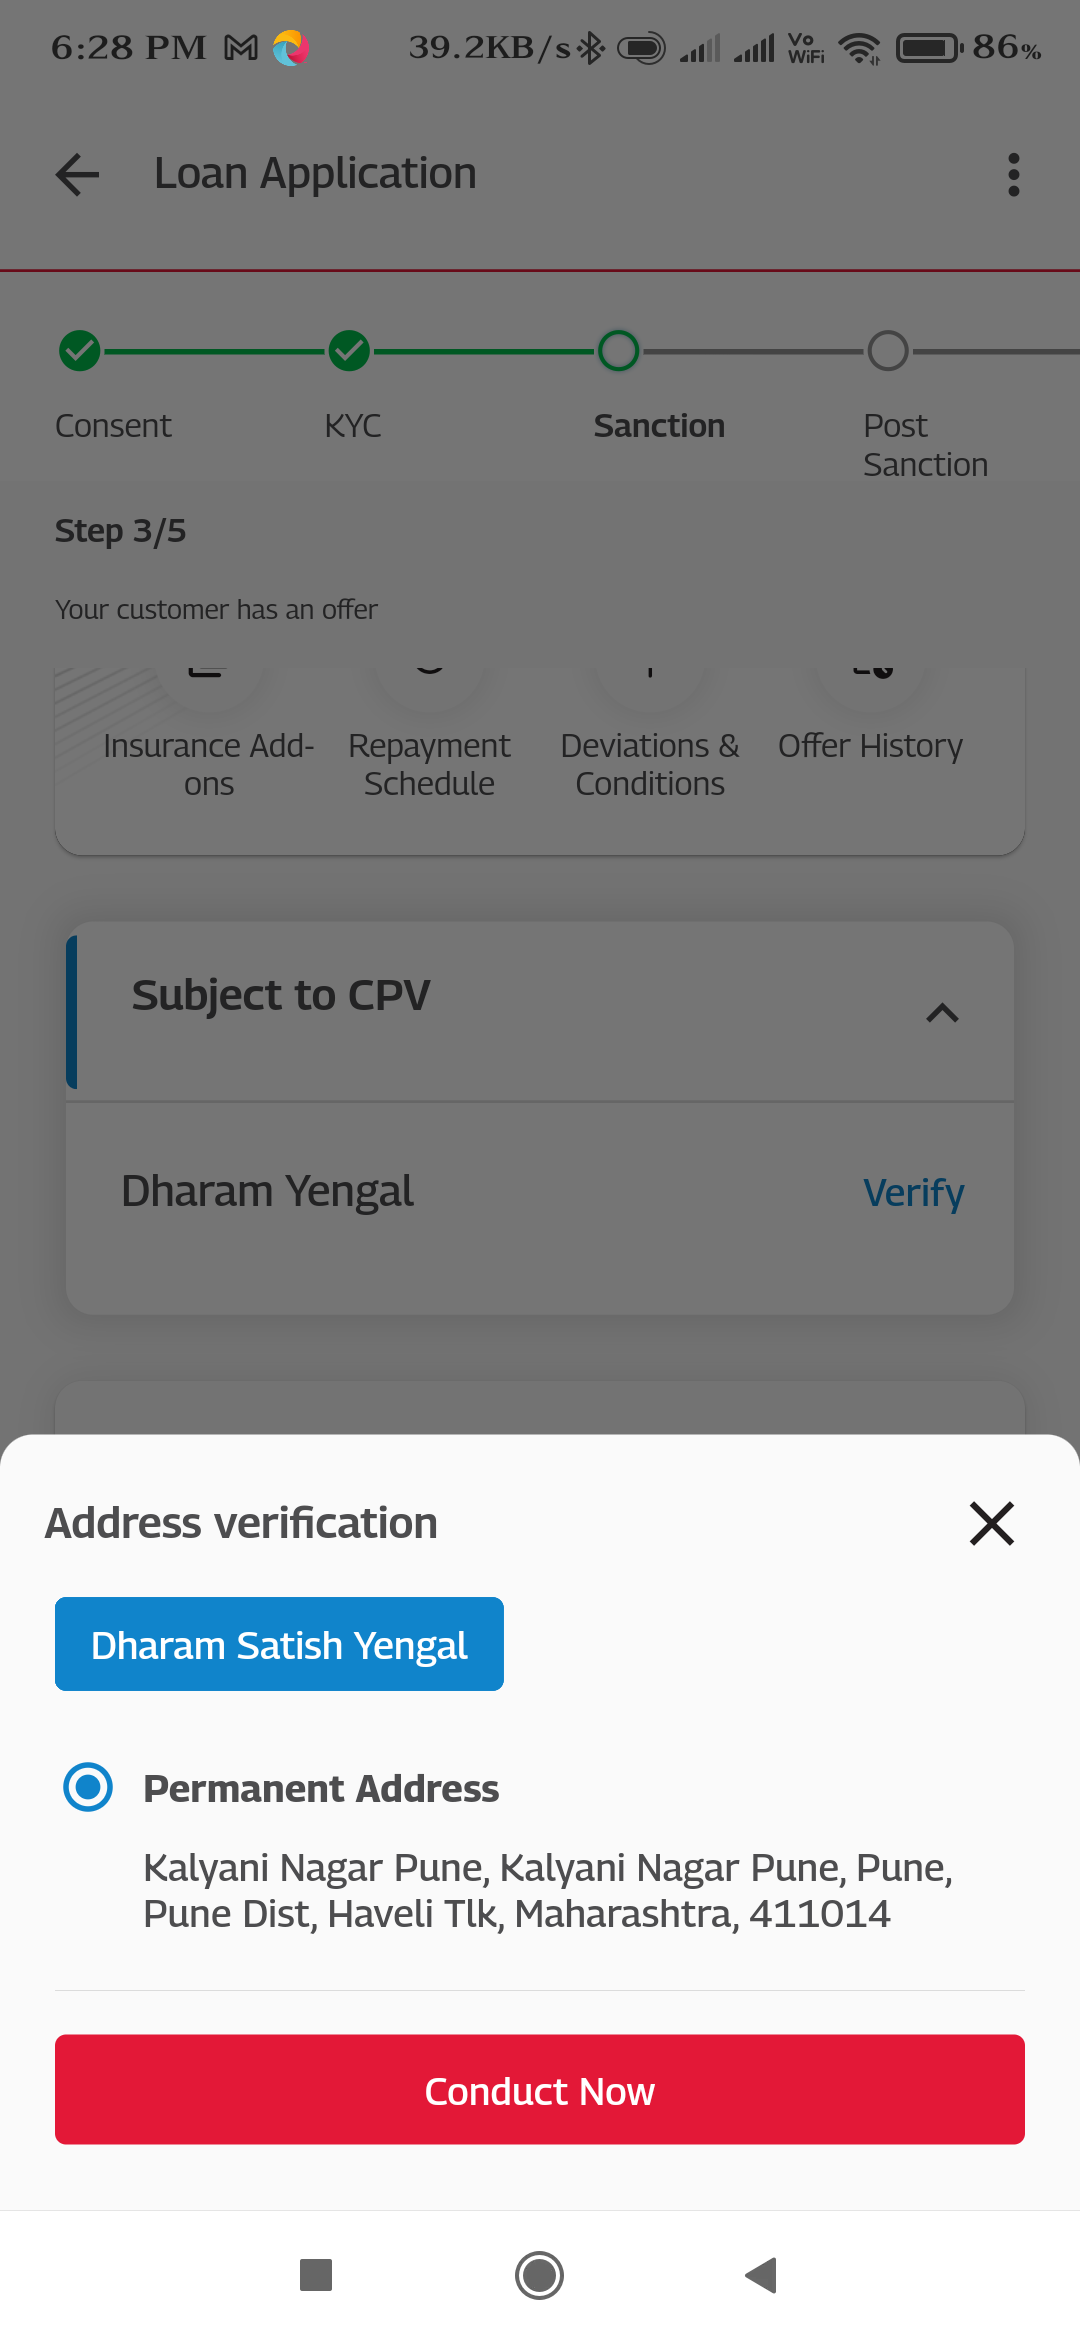 6:28 PM 39.2KB/s Vo WiFi 86%
Loan Application
Consent KYC Sanction Post
Sanction
Step 3/5
Your customer has an offer
Insurance Add-
ons
Repayment
Schedule
Deviations &
Conditions
Offer History
Subject to CPV
Dharam Yengal Verify
Address verification
Dharam Satish Yengal
Permanent Address
Kalyani Nagar Pune, Kalyani Nagar Pune, Pune,
Pune Dist, Haveli Tlk, Maharashtra, 411014
Conduct Now